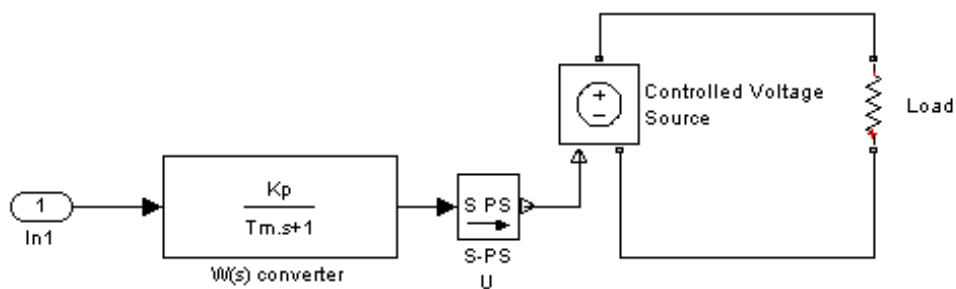 1
In1
Kp
Tm.s+1
W(s) converter
S PS
S-PS
U
+
−
Controlled Voltage
Source
Load